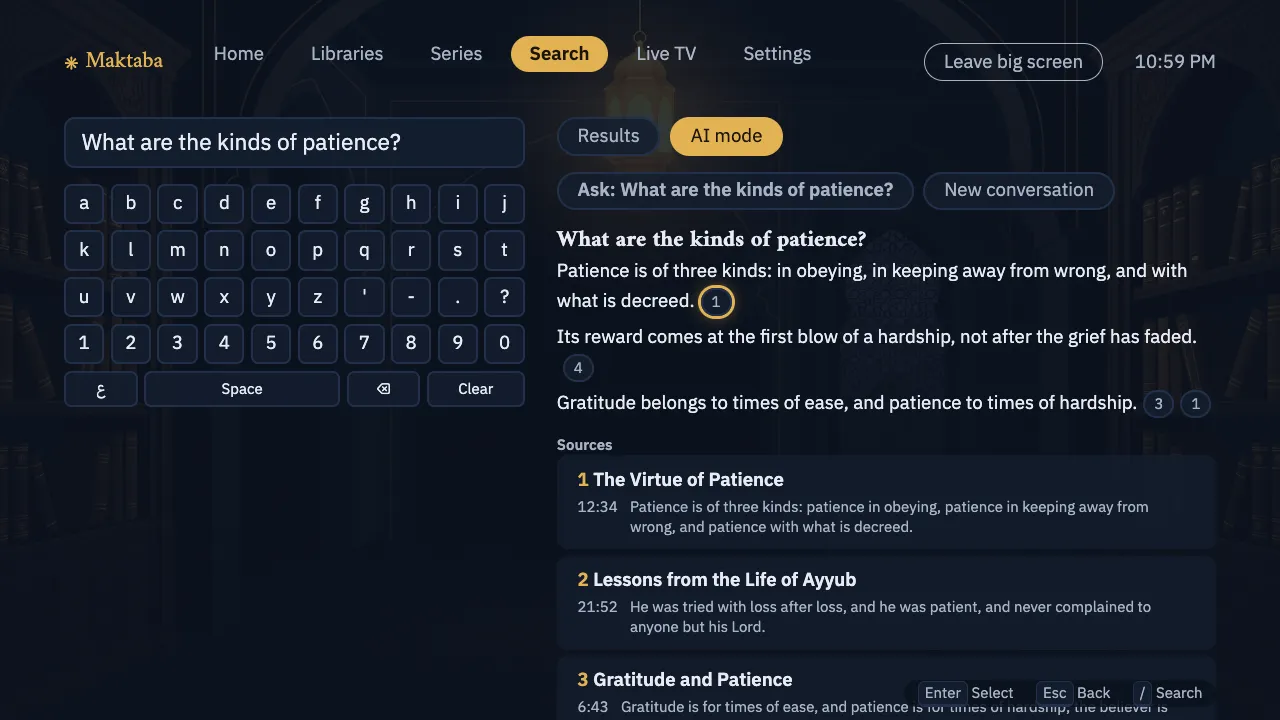 Maktaba
Home
Libraries
Series
Search
Live TV
Settings
Leave big screen
10:59 PM
What are the kinds of patience?
a b c d e f g h i j
k l m n o p q r s t
u v w x y z ' - . ?
1 2 3 4 5 6 7 8 9 0
ع Space Clear
Results
AI mode
Ask: What are the kinds of patience?
New conversation
What are the kinds of patience?
Patience is of three kinds: in obeying, in keeping away from wrong, and with
what is decreed. 1
Its reward comes at the first blow of a hardship, not after the grief has faded.
4
Gratitude belongs to times of ease, and patience to times of hardship. 3 1
Sources
1 The Virtue of Patience
12:34 Patience is of three kinds: patience in obeying, patience in keeping away from
wrong, and patience with what is decreed.
2 Lessons from the Life of Ayyub
21:52 He was tried with loss after loss, and he was patient, and never complained to
anyone but his Lord.
3 Gratitude and Patience
6:43 Gratitude is for times of ease, and patience is for times of hardship; the believer is
Enter Select
Esc Back
/ Search